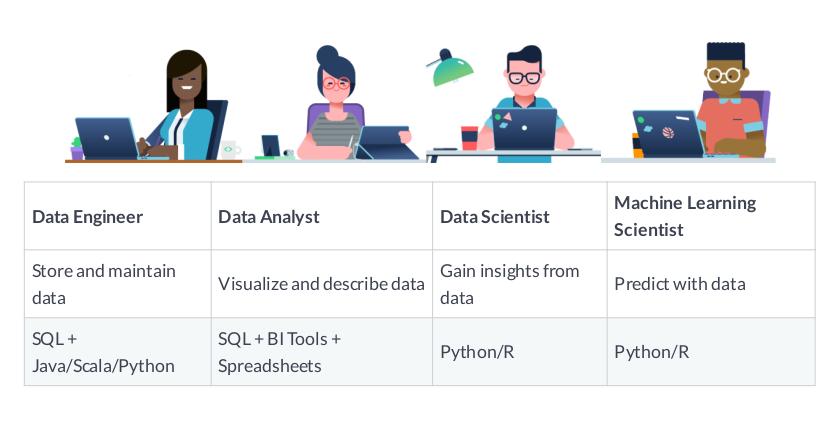 Data Engineer
Data Analyst
Data Scientist
Machine Learning
Scientist
Store and maintain
data
Visualize and describe data
Gain insights from
data
Predict with data
SQL +
Java/Scala/Python
SQL + BI Tools +
Spreadsheets
Python/R
Python/R